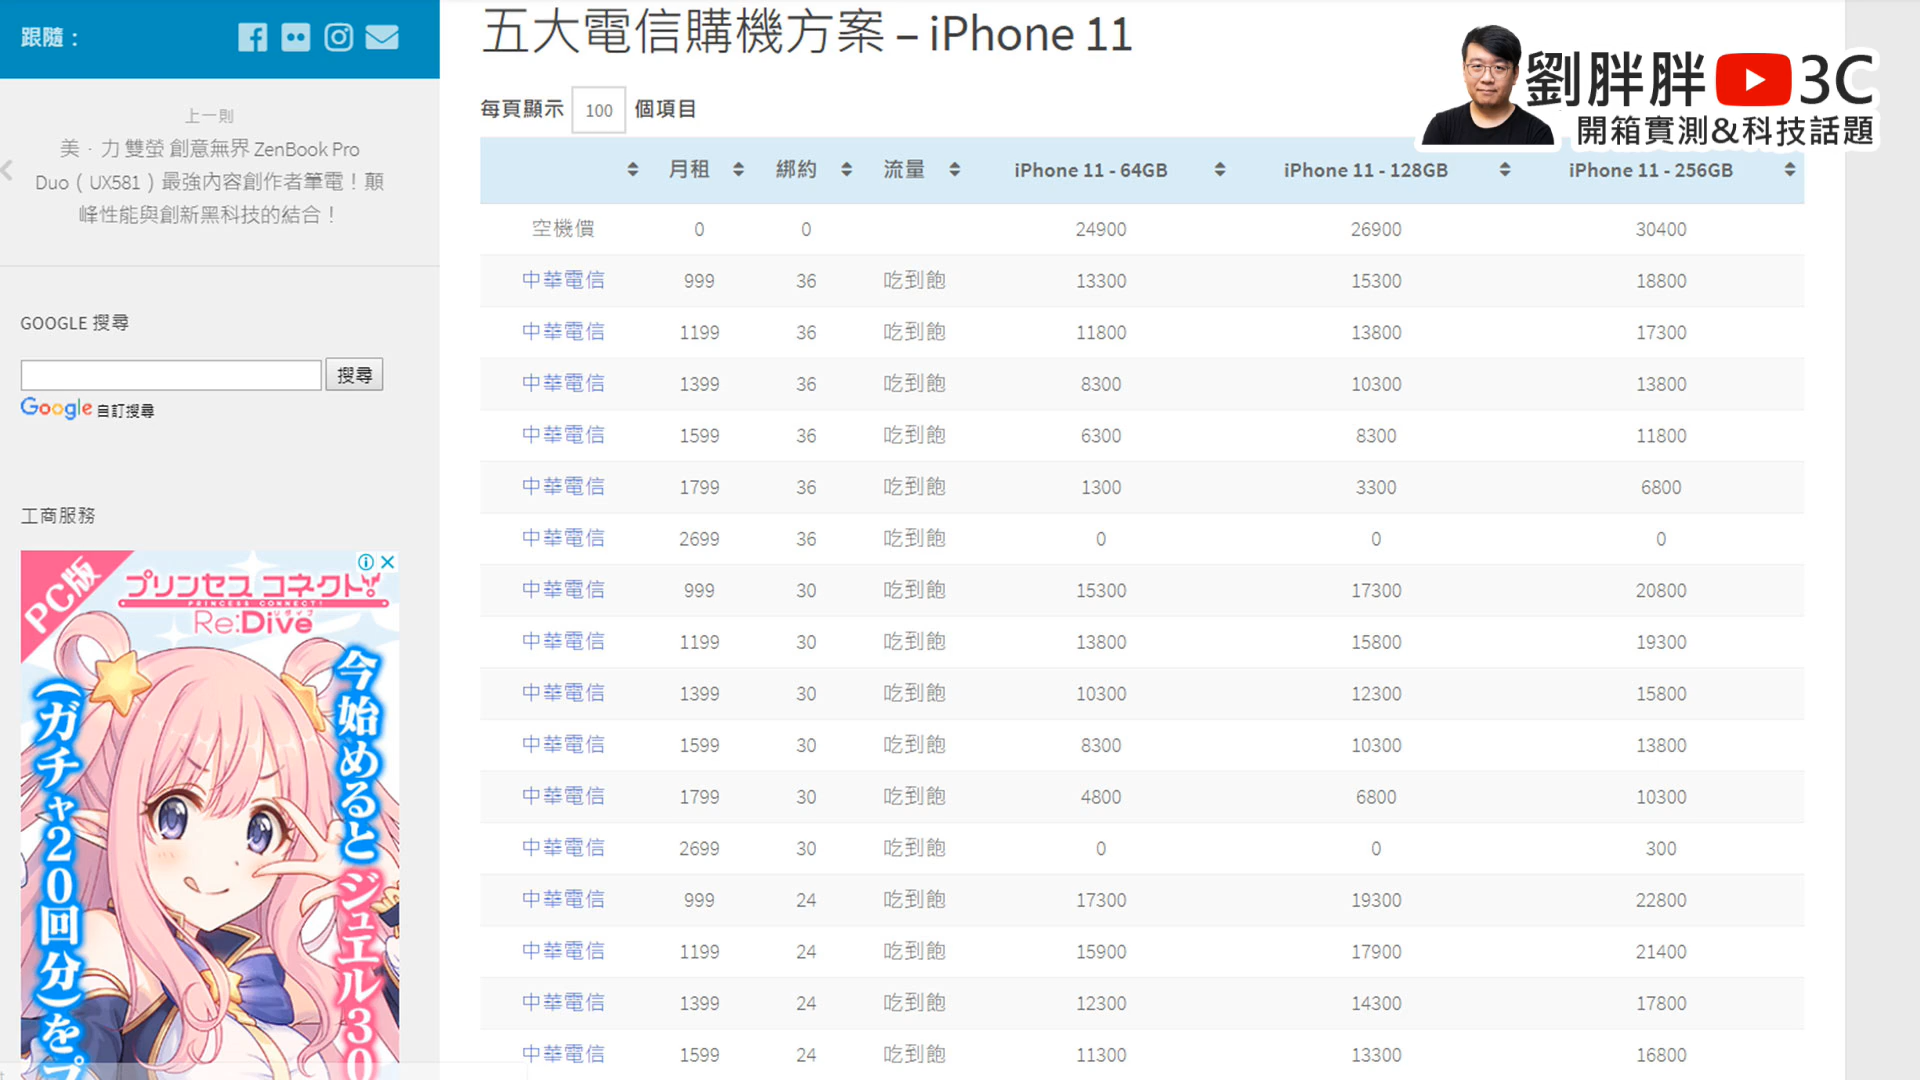 跟隨：
上一則
美．力 雙螢 創意無界 ZenBook Pro
Duo（UX581）最強內容創作者筆電！顛
峰性能與創新黑科技的結合！
GOOGLE 搜尋
搜尋
Google 自訂搜尋
工商服務
PC版
プリンセス コネクト！
PRINCESS CONNECT!
Re:Dive
今始めるとジュエル30
(ガチャ20回分)をプ
五大電信購機方案 – iPhone 11
劉胖胖 3C
開箱實測&科技話題
每頁顯示 100 個項目
月租 綁約 流量 iPhone 11 - 64GB iPhone 11 - 128GB iPhone 11 - 256GB
空機價 0 0 24900 26900 30400
中華電信 999 36 吃到飽 13300 15300 18800
中華電信 1199 36 吃到飽 11800 13800 17300
中華電信 1399 36 吃到飽 8300 10300 13800
中華電信 1599 36 吃到飽 6300 8300 11800
中華電信 1799 36 吃到飽 1300 3300 6800
中華電信 2699 36 吃到飽 0 0 0
中華電信 999 30 吃到飽 15300 17300 20800
中華電信 1199 30 吃到飽 13800 15800 19300
中華電信 1399 30 吃到飽 10300 12300 15800
中華電信 1599 30 吃到飽 8300 10300 13800
中華電信 1799 30 吃到飽 4800 6800 10300
中華電信 2699 30 吃到飽 0 0 300
中華電信 999 24 吃到飽 17300 19300 22800
中華電信 1199 24 吃到飽 15900 17900 21400
中華電信 1399 24 吃到飽 12300 14300 17800
中華電信 1599 24 吃到飽 11300 13300 16800